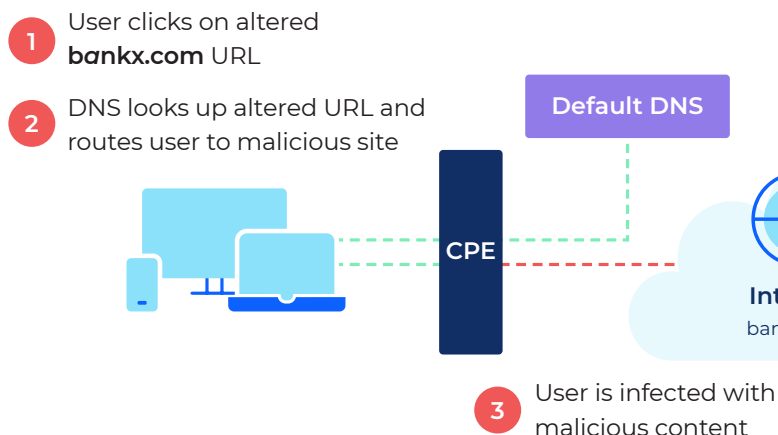 1
User clicks on altered
bankx.com URL
2
DNS looks up altered URL and
routes user to malicious site
Default DNS
CPE
3
User is infected with
malicious content